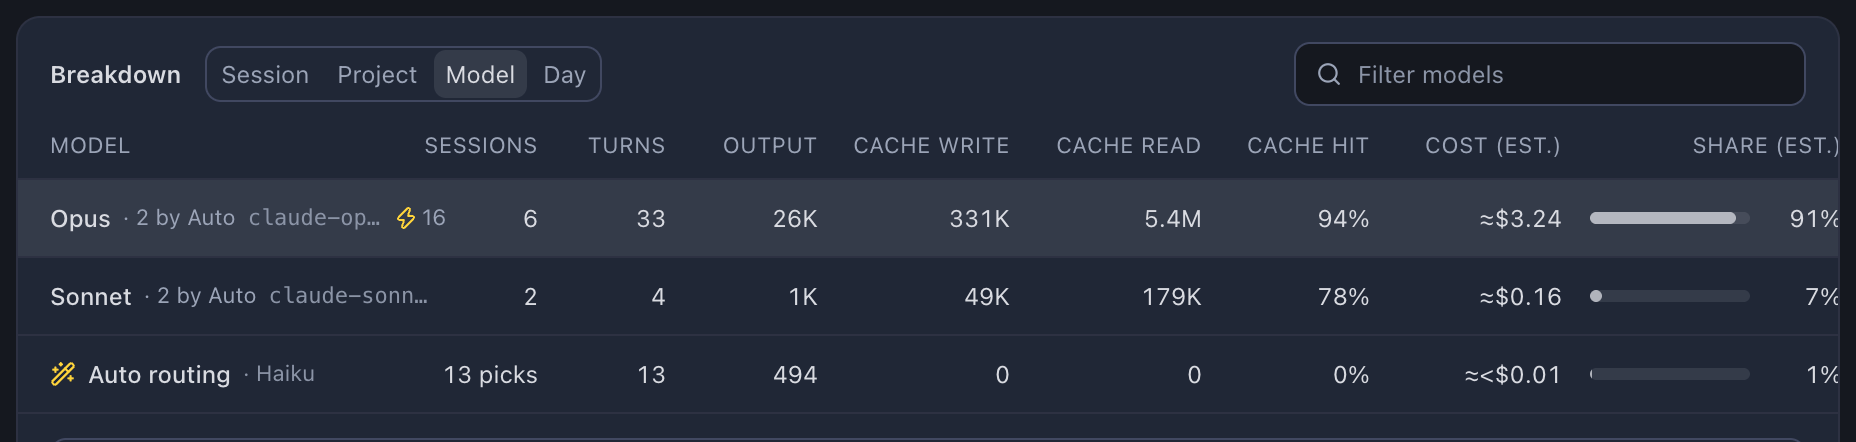 Breakdown Session Project Model Day Filter models
MODEL SESSIONS TURNS OUTPUT CACHE WRITE CACHE READ CACHE HIT COST (EST.) SHARE (EST.)
Opus · 2 by Auto claude-op… 16 6 33 26K 331K 5.4M 94% ≈$3.24 91%
Sonnet · 2 by Auto claude-sonn… 2 4 1K 49K 179K 78% ≈$0.16 7%
Auto routing · Haiku 13 picks 13 494 0 0 0% ≈<$0.01 1%